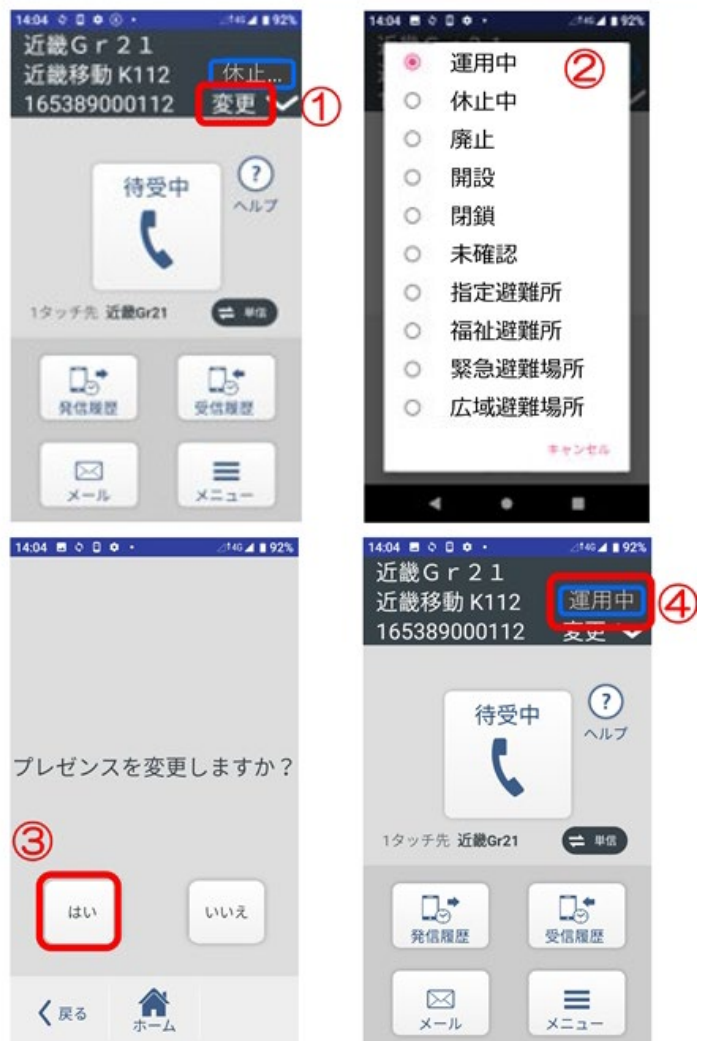 14:04 92%
近畿Gr21
近畿移動 K112 休止...
165389000112 変更 ①
待受中
?
ヘルプ
1タッチ先 近畿Gr21 単信
発信履歴 受信履歴
メール メニュー
14:04 4G 92%
運用中 ②
休止中
廃止
開設
閉鎖
未確認
指定避難所
福祉避難所
緊急避難場所
広域避難場所
キャンセル
14:04 4G 92%
プレゼンスを変更しますか?
③
はい いいえ
戻る ホーム
14:04 4G 92%
近畿Gr21
近畿移動 K112 運用中 ④
165389000112 変更
待受中
?
ヘルプ
1タッチ先 近畿Gr21 単信
発信履歴 受信履歴
メール メニュー